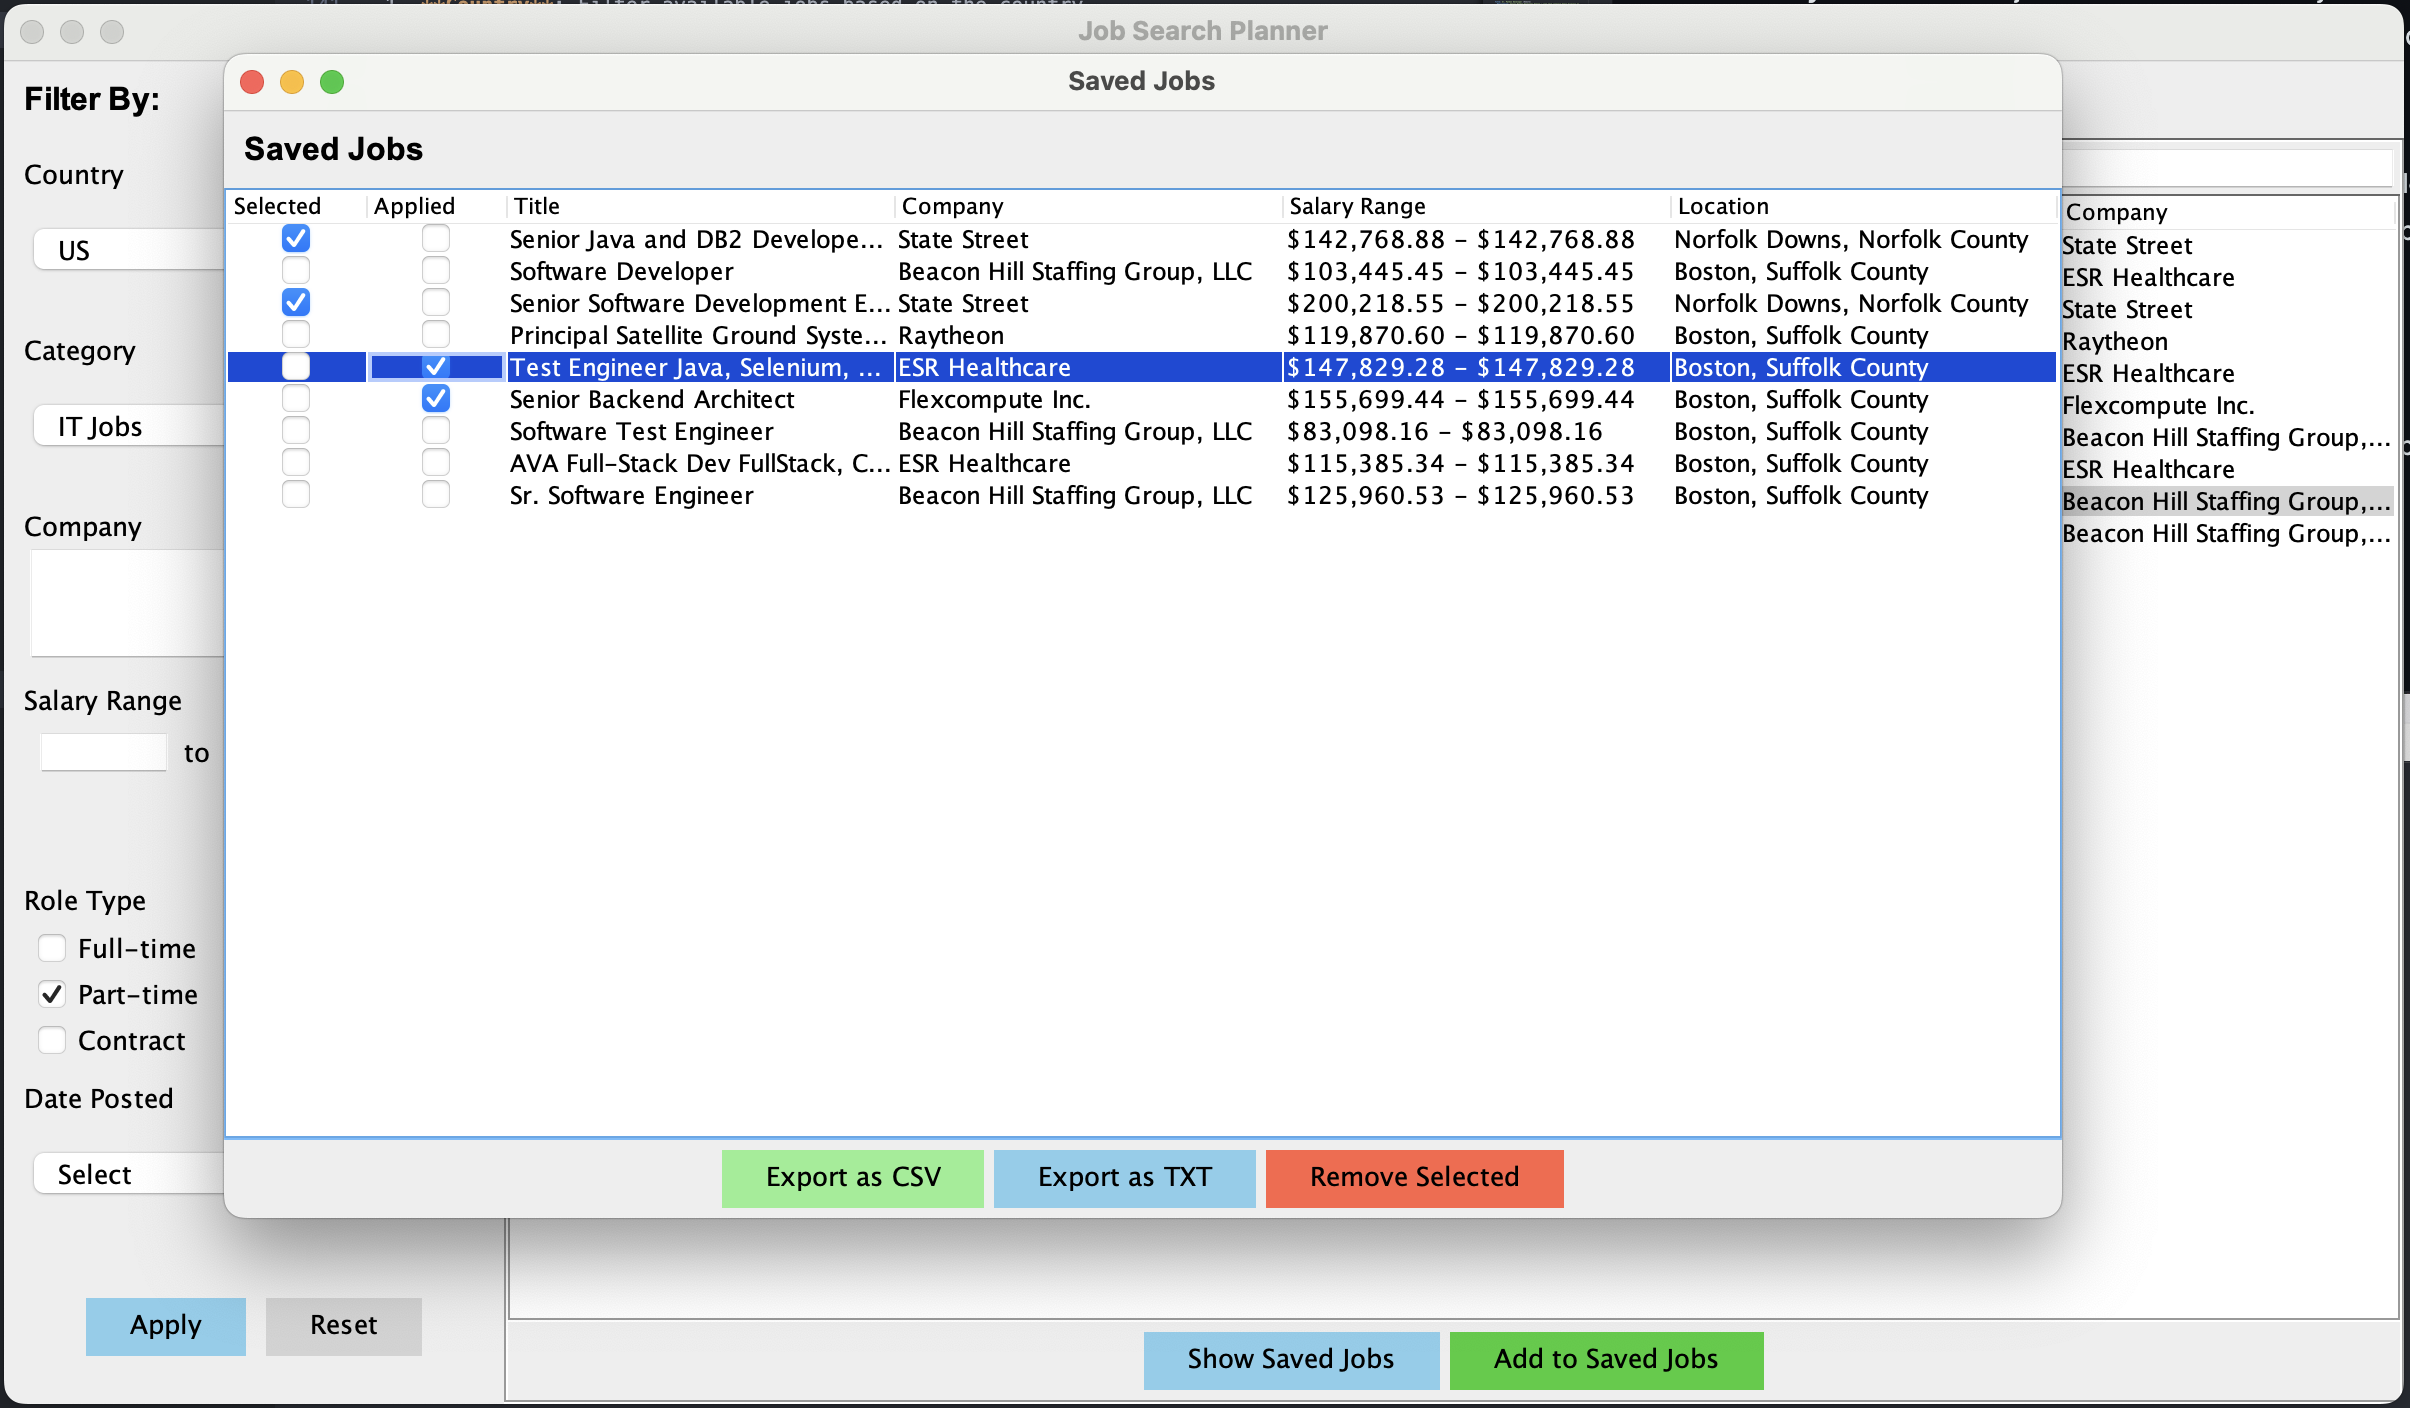 Job Search Planner
Filter By:
Country
US
Category
IT Jobs
Company
Salary Range
to
Role Type
Full-time
Part-time
Contract
Date Posted
Select
Apply Reset
Saved Jobs
Saved Jobs
Selected Applied Title Company Salary Range Location
Senior Java and DB2 Develope... State Street $142,768.88 - $142,768.88 Norfolk Downs, Norfolk County
Software Developer Beacon Hill Staffing Group, LLC $103,445.45 - $103,445.45 Boston, Suffolk County
Senior Software Development E... State Street $200,218.55 - $200,218.55 Norfolk Downs, Norfolk County
Principal Satellite Ground Syste... Raytheon $119,870.60 - $119,870.60 Boston, Suffolk County
Test Engineer Java, Selenium, ... ESR Healthcare $147,829.28 - $147,829.28 Boston, Suffolk County
Senior Backend Architect Flexcompute Inc. $155,699.44 - $155,699.44 Boston, Suffolk County
Software Test Engineer Beacon Hill Staffing Group, LLC $83,098.16 - $83,098.16 Boston, Suffolk County
AVA Full-Stack Dev FullStack, C... ESR Healthcare $115,385.34 - $115,385.34 Boston, Suffolk County
Sr. Software Engineer Beacon Hill Staffing Group, LLC $125,960.53 - $125,960.53 Boston, Suffolk County
Export as CSV Export as TXT Remove Selected
Company
State Street
ESR Healthcare
State Street
Raytheon
ESR Healthcare
Flexcompute Inc.
Beacon Hill Staffing Group,...
ESR Healthcare
Beacon Hill Staffing Group,...
Beacon Hill Staffing Group,...
Show Saved Jobs Add to Saved Jobs